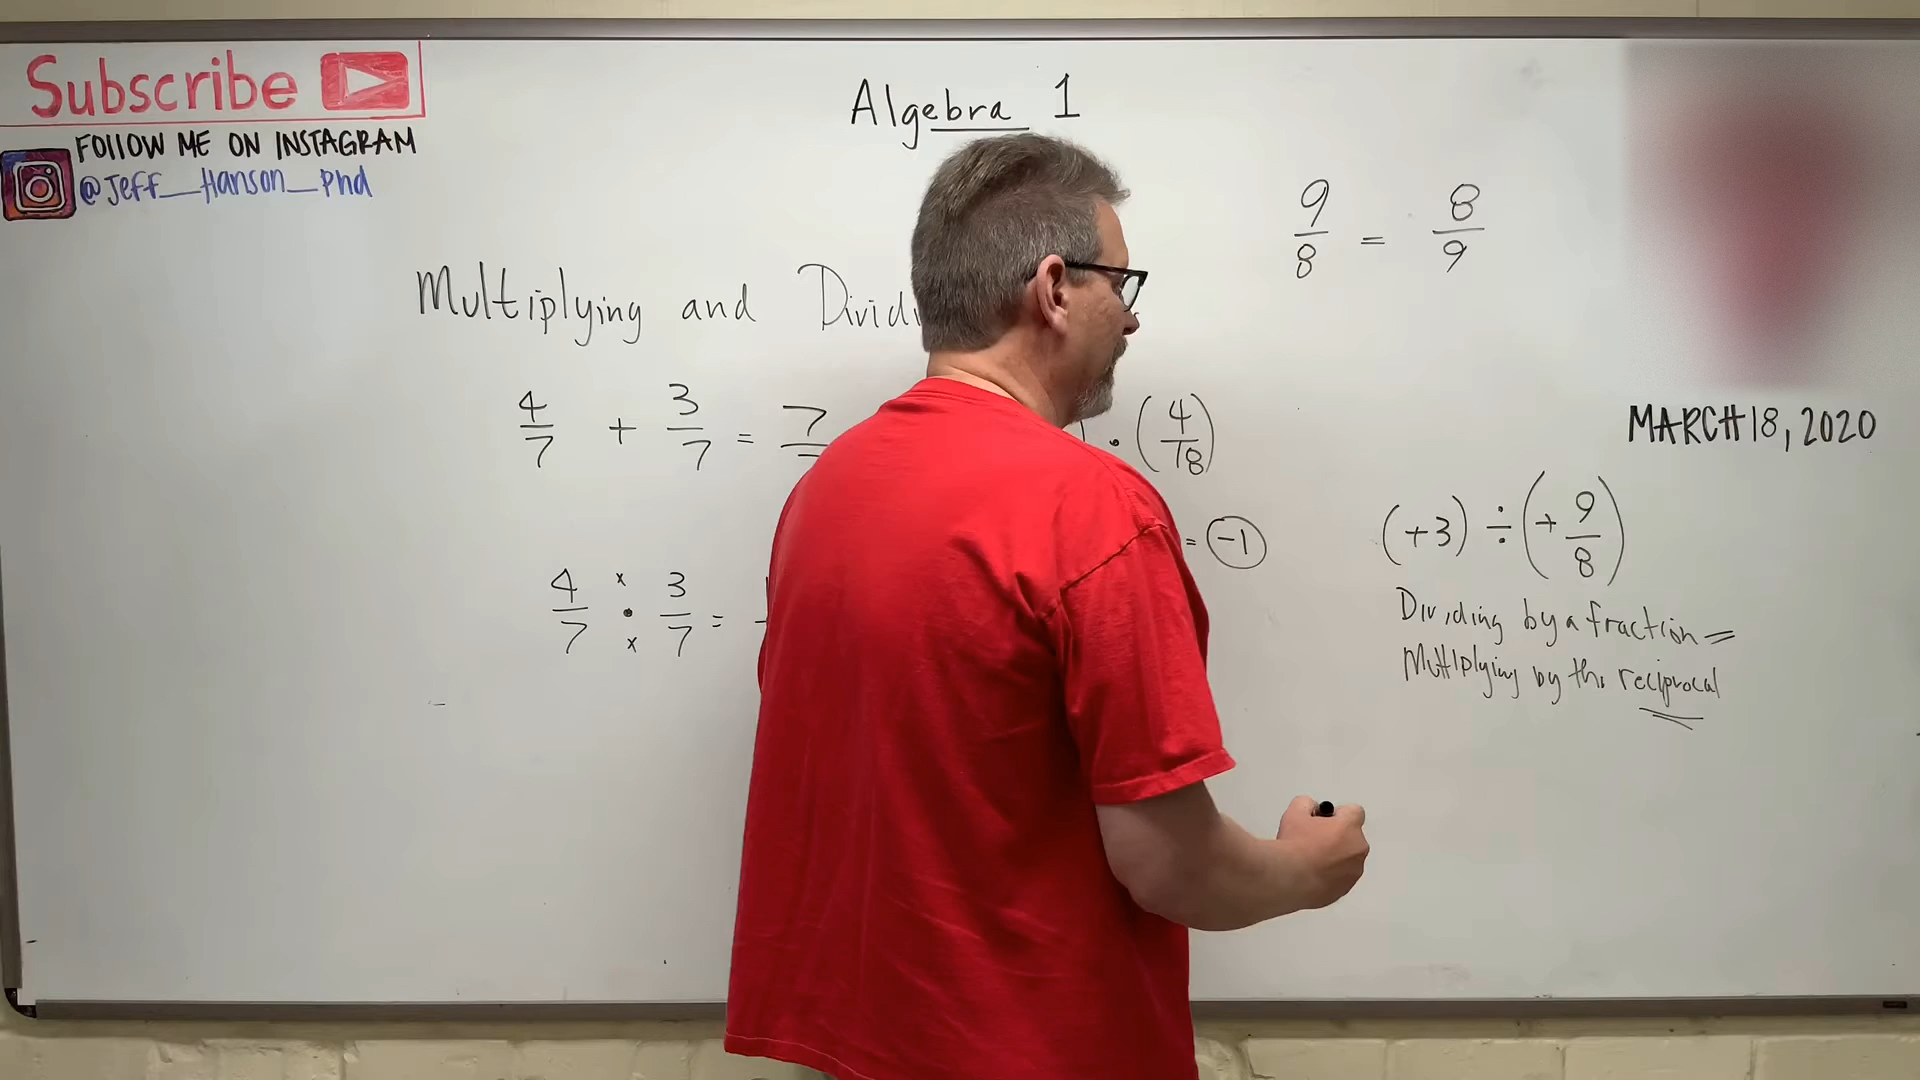 Subscribe
FOLLOW ME ON INSTAGRAM
@Jeff_Hanson_Phd
Algebra 1
9/8 = 8/9
Multiplying and Dividi
4/7 + 3/7 = 7
· (4/18)
MARCH 18, 2020
= -1
(+3) ÷ (+ 9/8)
4/7 · 3/7 =
Dividing by a fraction =
Multiplying by the reciprocal